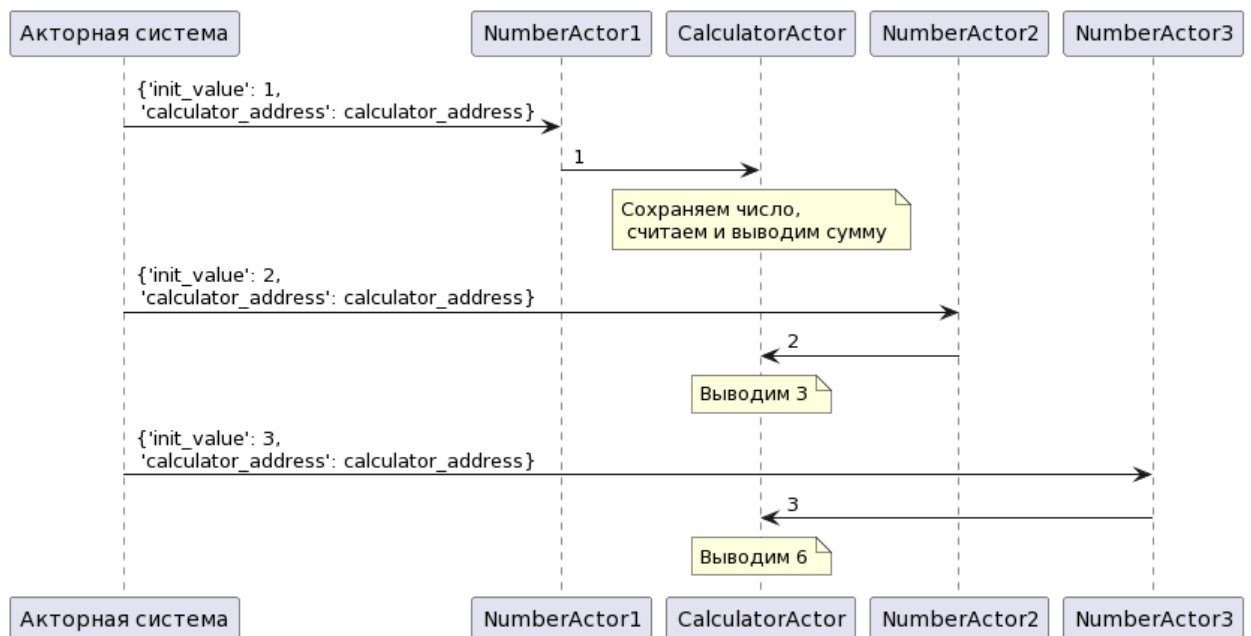 Акторная система
NumberActor1
CalculatorActor
NumberActor2
NumberActor3
{'init_value': 1,
'calculator_address': calculator_address}
1
Сохраняем число,
считаем и выводим сумму
{'init_value': 2,
'calculator_address': calculator_address}
2
Выводим 3
{'init_value': 3,
'calculator_address': calculator_address}
3
Выводим 6
Акторная система
NumberActor1
CalculatorActor
NumberActor2
NumberActor3